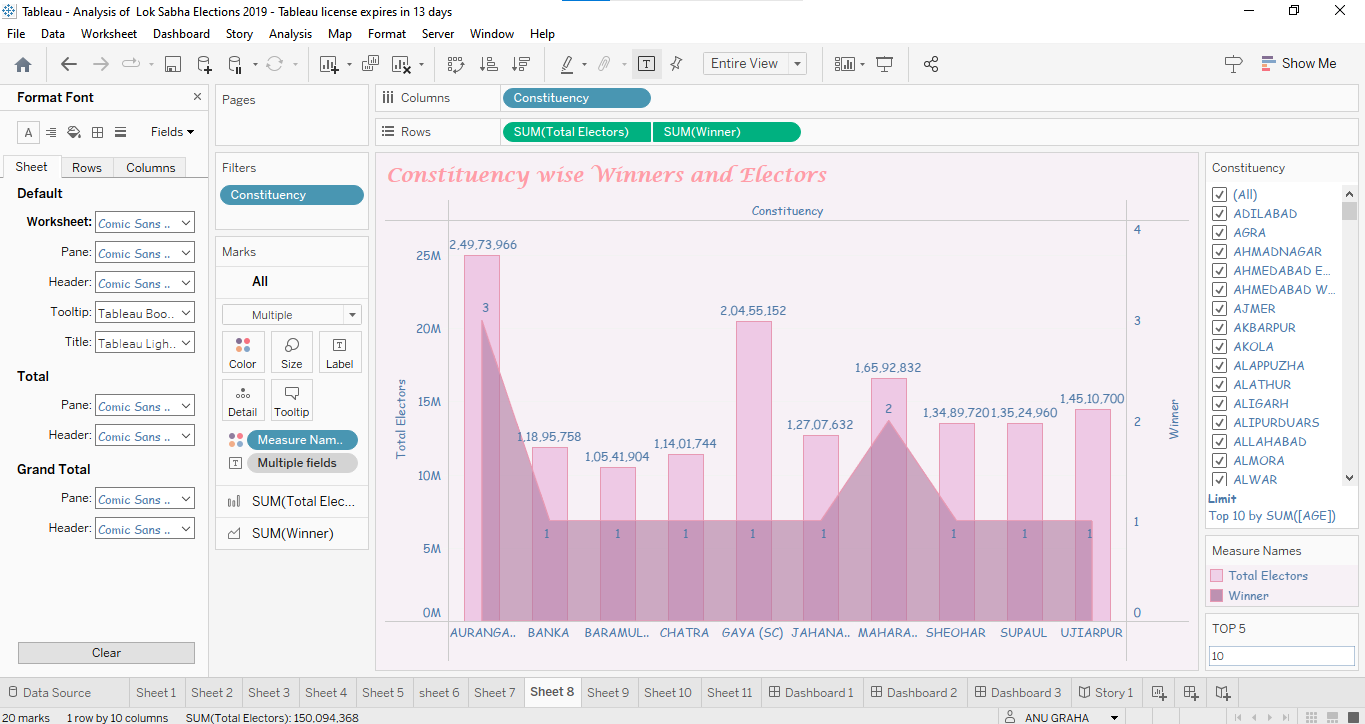 Tableau - Analysis of Lok Sabha Elections 2019 - Tableau license expires in 13 days
File Data Worksheet Dashboard Story Analysis Map Format Server Window Help
Entire View
Show Me
Format Font
Fields
Sheet Rows Columns
Default
Worksheet: Comic Sans ..
Pane: Comic Sans ..
Header: Comic Sans ..
Tooltip: Tableau Boo..
Title: Tableau Ligh..
Total
Pane: Comic Sans ..
Header: Comic Sans ..
Grand Total
Pane: Comic Sans ..
Header: Comic Sans ..
Clear
Pages
Filters
Constituency
Marks
All
Multiple
Color Size Label
Detail Tooltip
Measure Nam..
Multiple fields
SUM(Total Elec...
SUM(Winner)
Columns Constituency
Rows SUM(Total Electors) SUM(Winner)
Constituency wise Winners and Electors
Constituency
Total Electors
25M
20M
15M
10M
5M
0M
2,49,73,966
1,18,95,758
1,05,41,904
1,14,01,744
2,04,55,152
1,27,07,632
1,65,92,832
1,34,89,720
1,35,24,960
1,45,10,700
3 1 1 1 1 1 2 1 1 1
4
3
2
1
0
Winner
AURANGA.. BANKA BARAMUL.. CHATRA GAYA (SC) JAHANA.. MAHARA.. SHEOHAR SUPAUL UJIARPUR
Constituency
(All)
ADILABAD
AGRA
AHMADNAGAR
AHMEDABAD E...
AHMEDABAD W...
AJMER
AKBARPUR
AKOLA
ALAPPUZHA
ALATHUR
ALIGARH
ALIPURDUARS
ALLAHABAD
ALMORA
ALWAR
Limit
Top 10 by SUM([AGE])
Measure Names
Total Electors
Winner
TOP 5
10
Data Source Sheet 1 Sheet 2 Sheet 3 Sheet 4 Sheet 5 sheet 6 Sheet 7 Sheet 8 Sheet 9 Sheet 10 Sheet 11 Dashboard 1 Dashboard 2 Dashboard 3 Story 1
20 marks 1 row by 10 columns SUM(Total Electors): 150,094,368 ANU GRAHA